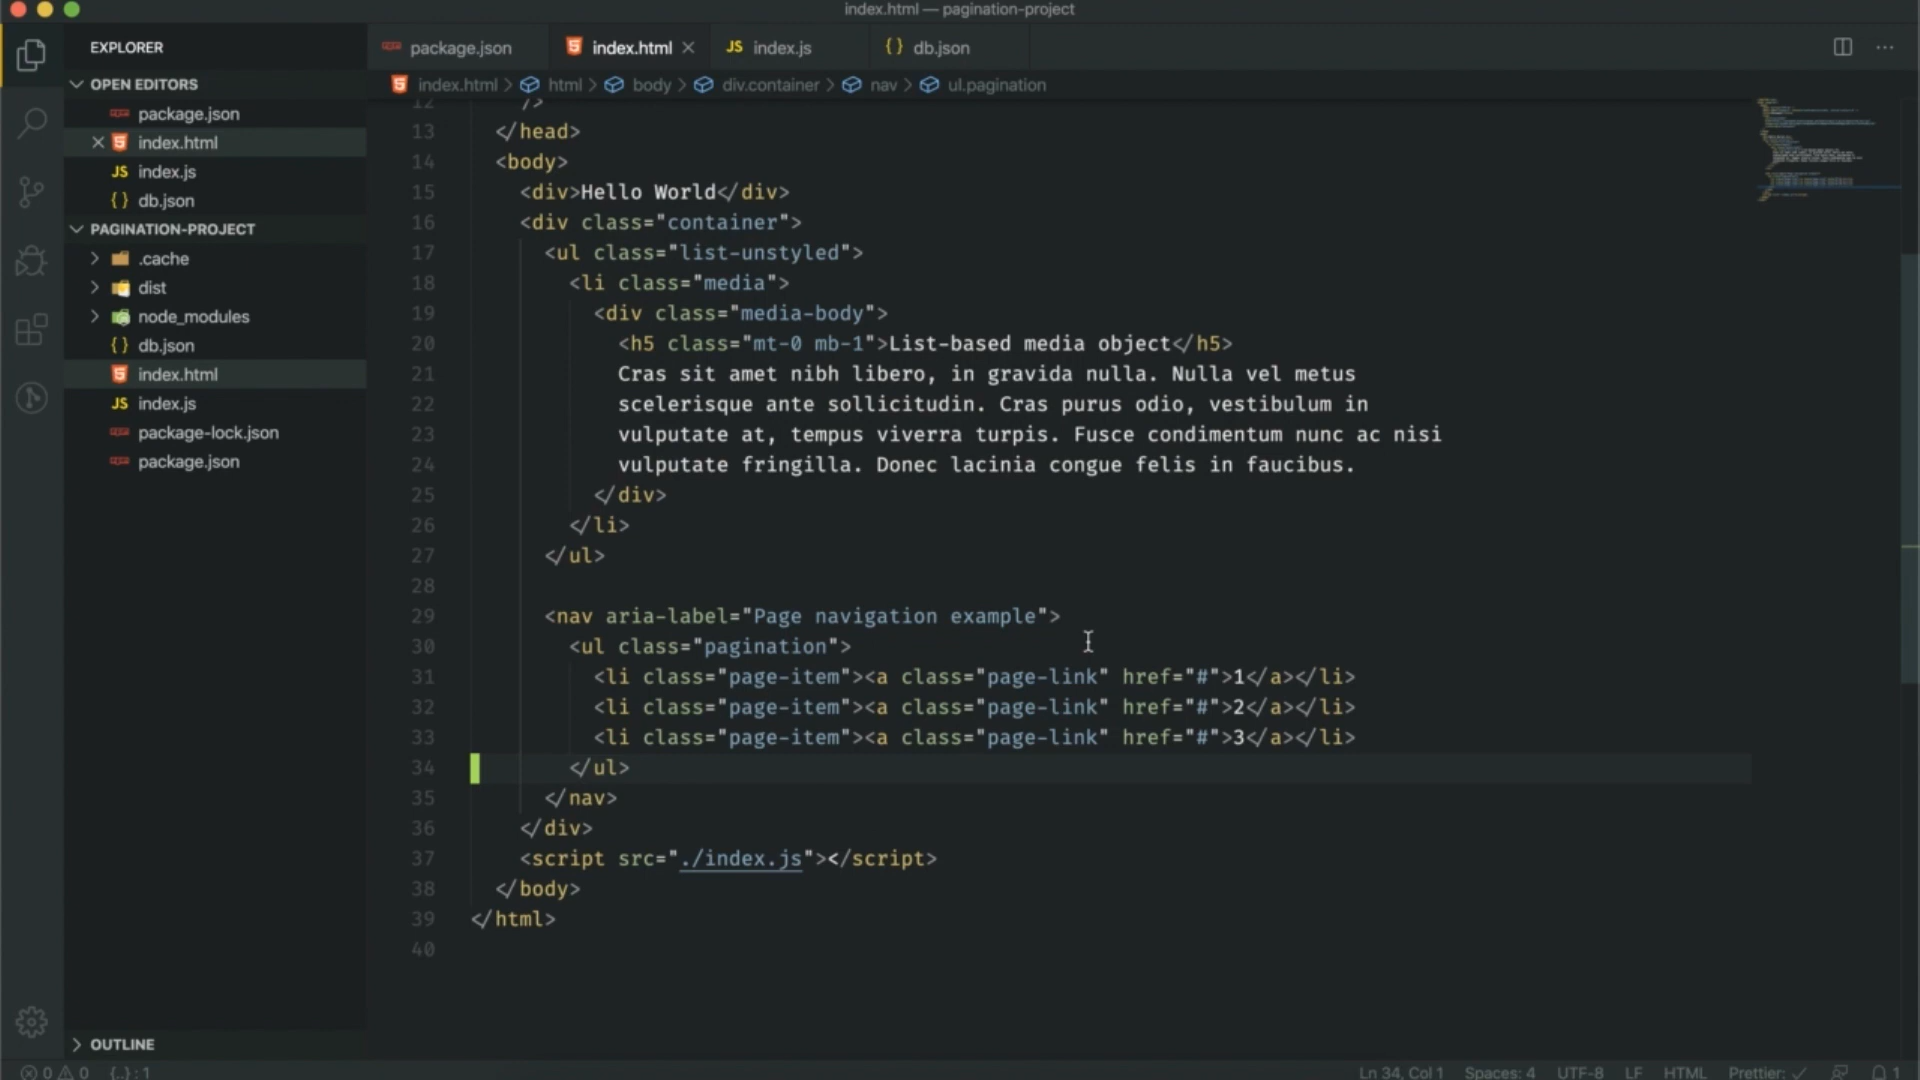 index.html — pagination-project
EXPLORER
package.json
index.html
JS index.js
{ } db.json
index.html > html > body > div.container > nav > ul.pagination
OPEN EDITORS
package.json
index.html
JS index.js
{ } db.json
PAGINATION-PROJECT
.cache
dist
node_modules
{ } db.json
index.html
JS index.js
package-lock.json
package.json
OUTLINE
12 />
13 </head>
14 <body>
15 <div>Hello World</div>
16 <div class="container">
17 <ul class="list-unstyled">
18 <li class="media">
19 <div class="media-body">
20 <h5 class="mt-0 mb-1">List-based media object</h5>
21 Cras sit amet nibh libero, in gravida nulla. Nulla vel metus
22 scelerisque ante sollicitudin. Cras purus odio, vestibulum in
23 vulputate at, tempus viverra turpis. Fusce condimentum nunc ac nisi
24 vulputate fringilla. Donec lacinia congue felis in faucibus.
25 </div>
26 </li>
27 </ul>
28
29 <nav aria-label="Page navigation example">
30 <ul class="pagination">
31 <li class="page-item"><a class="page-link" href="#">1</a></li>
32 <li class="page-item"><a class="page-link" href="#">2</a></li>
33 <li class="page-item"><a class="page-link" href="#">3</a></li>
34 </ul>
35 </nav>
36 </div>
37 <script src="./index.js"></script>
38 </body>
39 </html>
40
0 0 {..} : 1
Ln 34, Col 1 Spaces: 4 UTF-8 LF HTML Prettier: ✓ 1